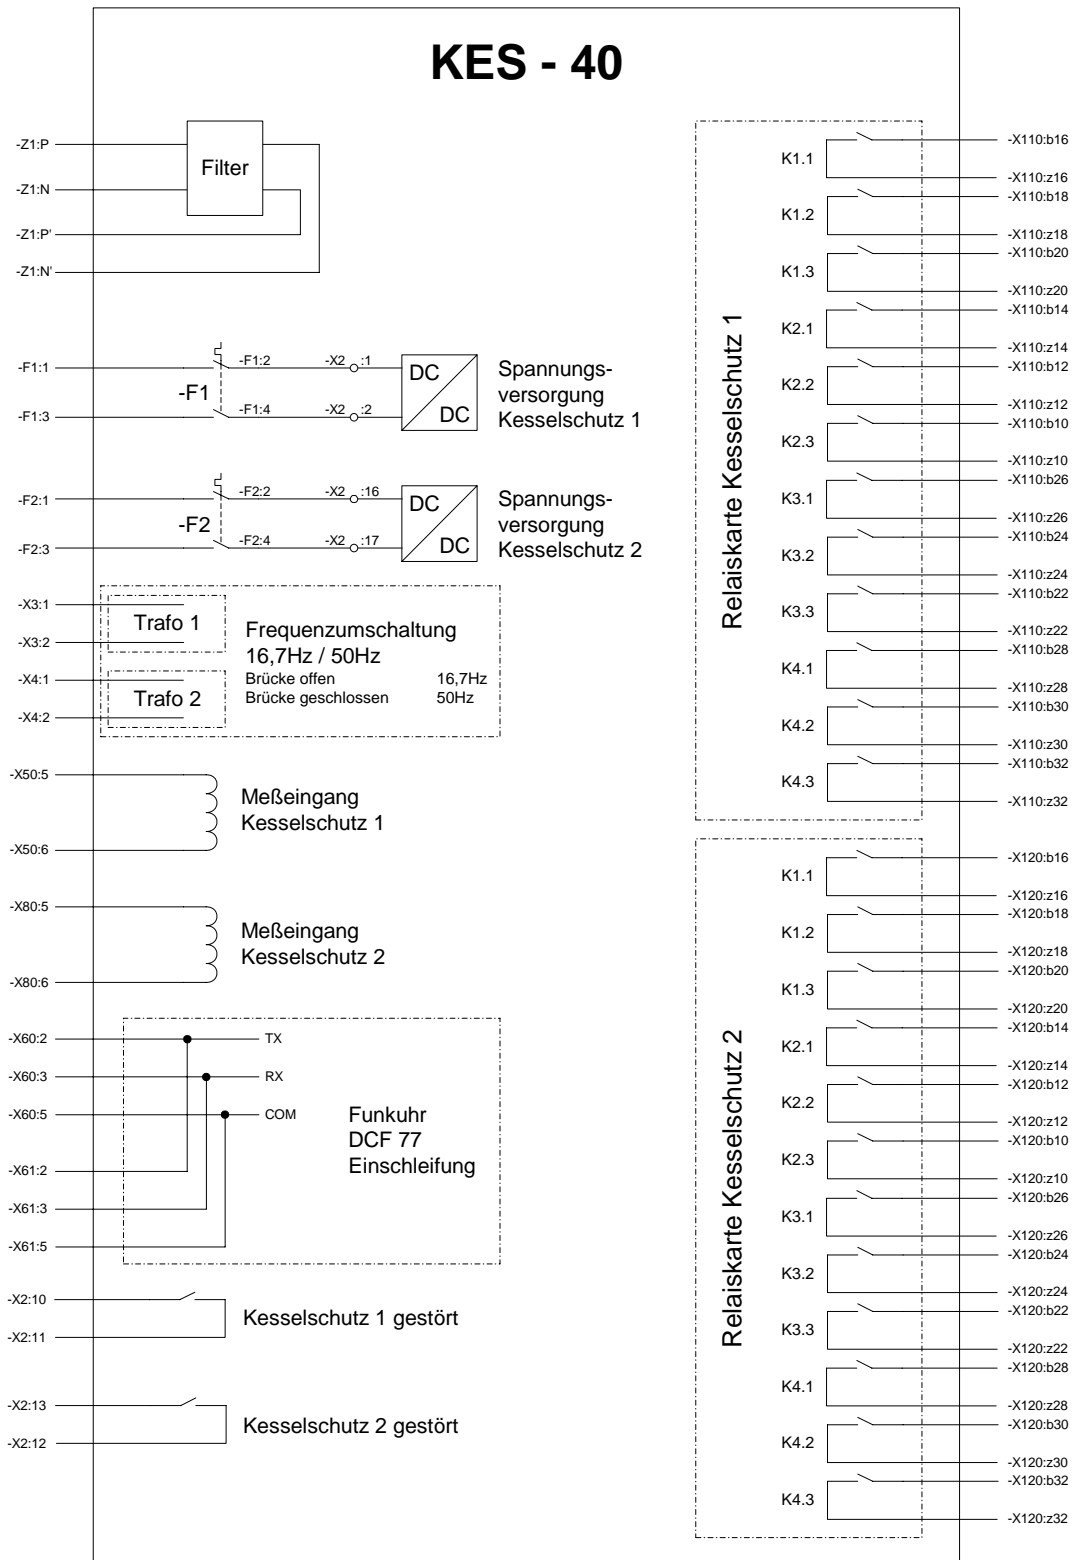 KES - 40
-Z1:P
Filter
-Z1:N
-Z1:P'
-Z1:N'
-F1:1
-F1:2
-X2
:1
-F1
-F1:3
-F1:4
-X2
:2
DC
DC
Spannungs-
versorgung
Kesselschutz 1
-F2:1
-F2:2
-X2
:16
-F2
-F2:3
-F2:4
-X2
:17
DC
DC
Spannungs-
versorgung
Kesselschutz 2
-X3:1
Trafo 1
-X3:2
-X4:1
Trafo 2
-X4:2
Frequenzumschaltung
16,7Hz / 50Hz
Brücke offen 16,7Hz
Brücke geschlossen 50Hz
-X50:5
Meßeingang
Kesselschutz 1
-X50:6
-X80:5
Meßeingang
Kesselschutz 2
-X80:6
-X60:2
TX
-X60:3
RX
-X60:5
COM
Funkuhr
DCF 77
Einschleifung
-X61:2
-X61:3
-X61:5
-X2:10
Kesselschutz 1 gestört
-X2:11
-X2:13
Kesselschutz 2 gestört
-X2:12
Relaiskarte Kesselschutz 1
K1.1
-X110:b16
-X110:z16
K1.2
-X110:b18
-X110:z18
K1.3
-X110:b20
-X110:z20
K2.1
-X110:b14
-X110:z14
K2.2
-X110:b12
-X110:z12
K2.3
-X110:b10
-X110:z10
K3.1
-X110:b26
-X110:z26
K3.2
-X110:b24
-X110:z24
K3.3
-X110:b22
-X110:z22
K4.1
-X110:b28
-X110:z28
K4.2
-X110:b30
-X110:z30
K4.3
-X110:b32
-X110:z32
Relaiskarte Kesselschutz 2
K1.1
-X120:b16
-X120:z16
K1.2
-X120:b18
-X120:z18
K1.3
-X120:b20
-X120:z20
K2.1
-X120:b14
-X120:z14
K2.2
-X120:b12
-X120:z12
K2.3
-X120:b10
-X120:z10
K3.1
-X120:b26
-X120:z26
K3.2
-X120:b24
-X120:z24
K3.3
-X120:b22
-X120:z22
K4.1
-X120:b28
-X120:z28
K4.2
-X120:b30
-X120:z30
K4.3
-X120:b32
-X120:z32